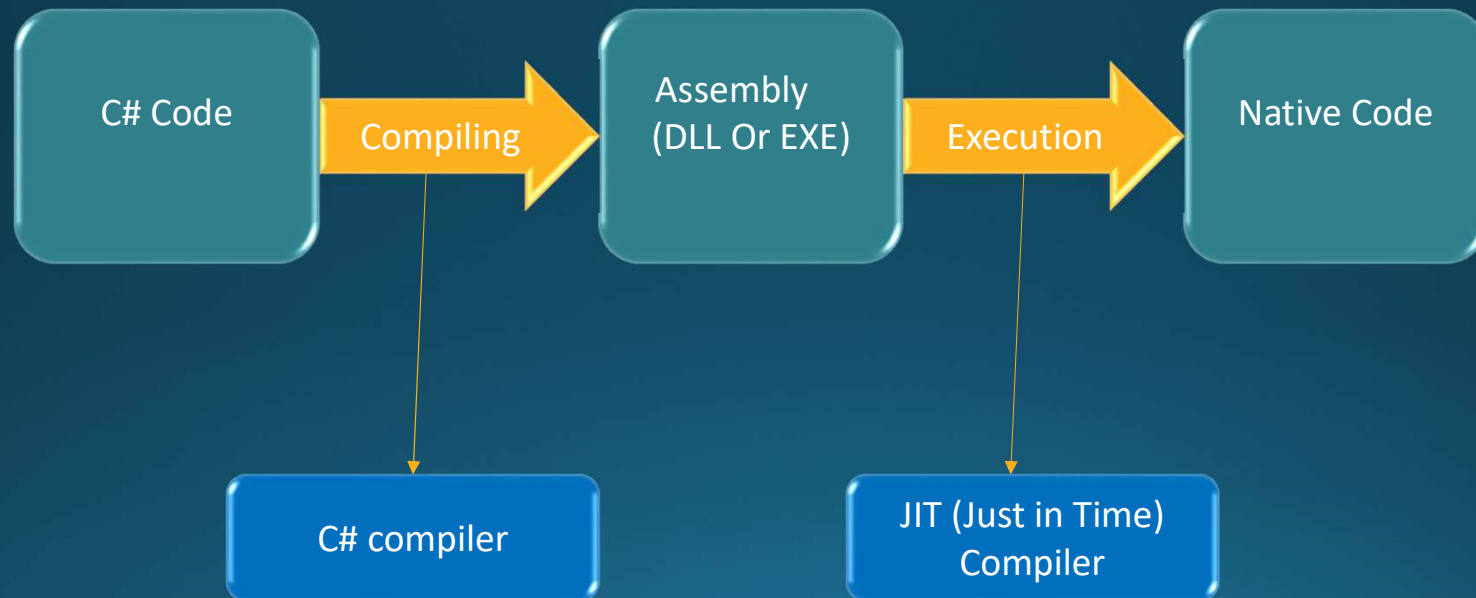 C# Code
Compiling
Assembly
(DLL Or EXE)
Execution
Native Code
C# compiler
JIT (Just in Time)
Compiler